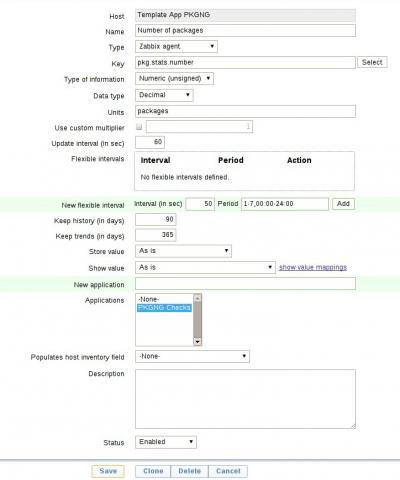 Host Template App PKGNG
Name Number of packages
Type Zabbix agent
Key pkg.stats.number Select
Type of information Numeric (unsigned)
Data type Decimal
Units packages
Use custom multiplier 1
Update interval (in sec) 60
Flexible intervals Interval Period Action
No flexible intervals defined.
New flexible interval Interval (in sec) 50 Period 1-7,00:00-24:00 Add
Keep history (in days) 90
Keep trends (in days) 365
Store value As is
Show value As is show value mappings
New application
Applications -None-
PKGNG Checks
Populates host inventory field -None-
Description
Status Enabled
Save Clone Delete Cancel